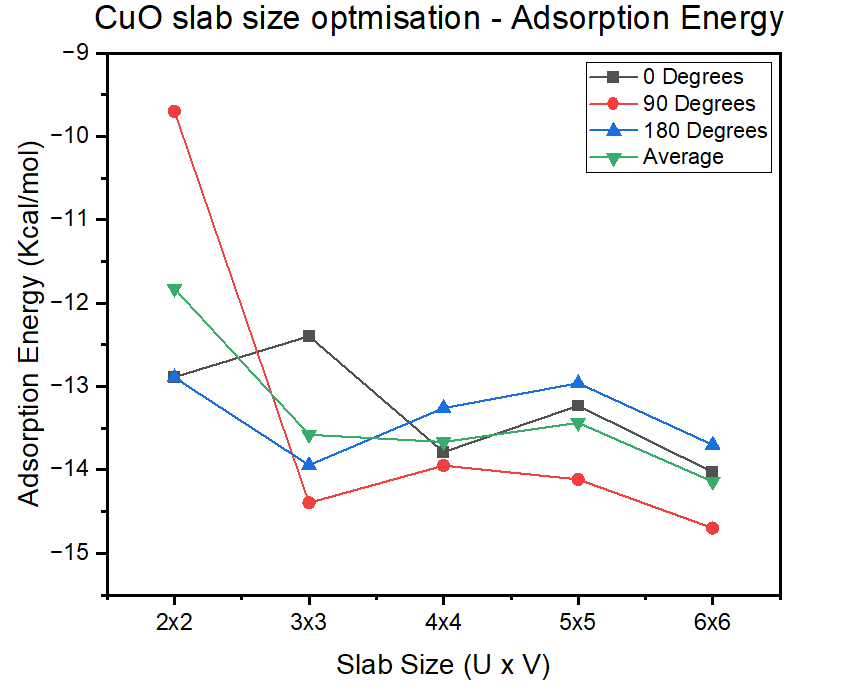 CuO slab size optmisation - Adsorption Energy
−9
−10
−11
−12
−13
−14
−15
Adsorption Energy (Kcal/mol)
0 Degrees
90 Degrees
180 Degrees
Average
2x2 3x3 4x4 5x5 6x6
Slab Size (U x V)